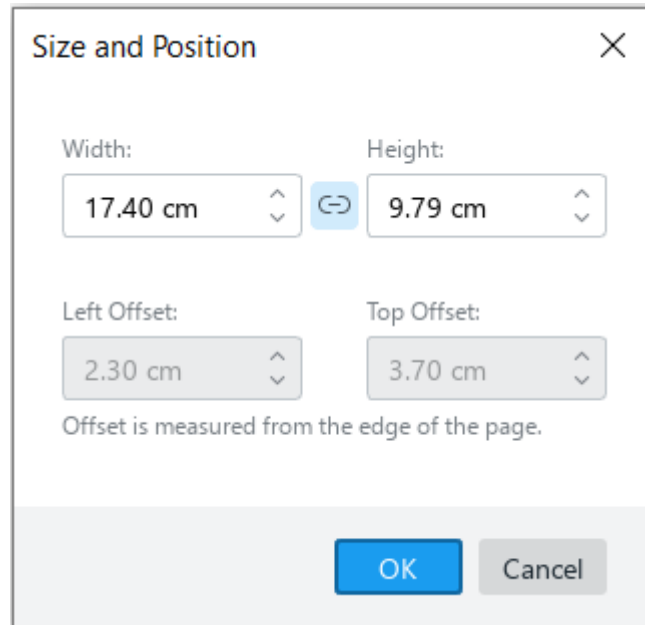 Size and Position
Width: Height:
17.40 cm 9.79 cm
Left Offset: Top Offset:
2.30 cm 3.70 cm
Offset is measured from the edge of the page.
OK Cancel